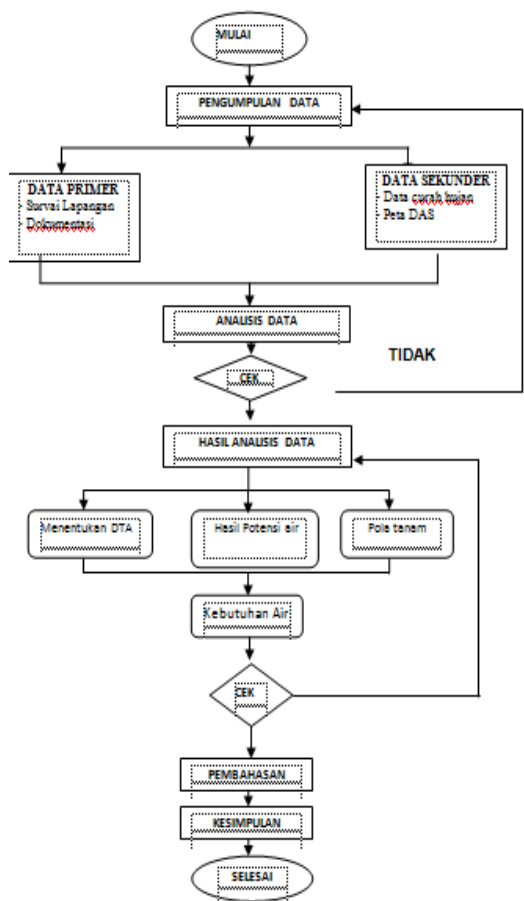 MULAI
PENGUMPULAN DATA
DATA PRIMER
- Survai Lapangan
- Dokumentasi
DATA SEKUNDER
- Data curah hujan
- Peta DAS
ANALISIS DATA
TIDAK
CEK
HASIL ANALISIS DATA
Menentukan DTA
Hasil Potensi air
Pola tanam
Kebutuhan Air
CEK
PEMBAHASAN
KESIMPULAN
SELESAI